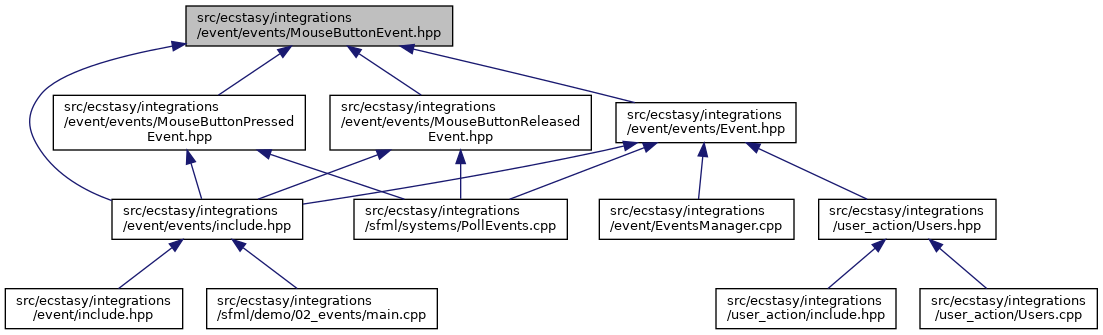 src/ecstasy/integrations
/event/events/MouseButtonEvent.hpp
src/ecstasy/integrations
/event/events/MouseButtonPressed
Event.hpp
src/ecstasy/integrations
/event/events/MouseButtonReleased
Event.hpp
src/ecstasy/integrations
/event/events/Event.hpp
src/ecstasy/integrations
/event/events/include.hpp
src/ecstasy/integrations
/sfml/systems/PollEvents.cpp
src/ecstasy/integrations
/event/EventsManager.cpp
src/ecstasy/integrations
/user_action/Users.hpp
src/ecstasy/integrations
/event/include.hpp
src/ecstasy/integrations
/sfml/demo/02_events/main.cpp
src/ecstasy/integrations
/user_action/include.hpp
src/ecstasy/integrations
/user_action/Users.cpp